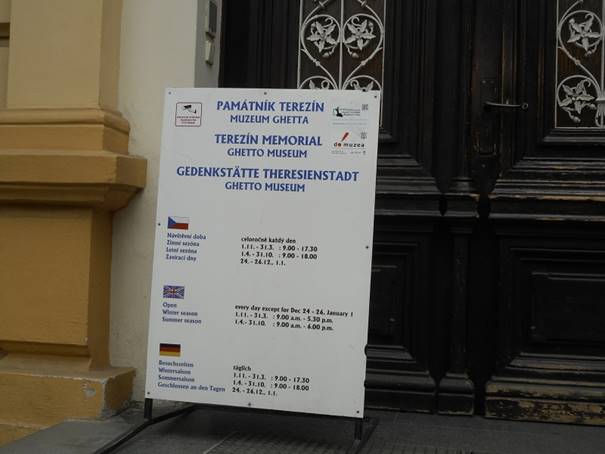 PAMÁTNÍK TEREZÍN
MUZEUM GHETTA
TEREZÍN MEMORIAL
GHETTO MUSEUM
do muzea
GEDENKSTÄTTE THERESIENSTADT
GHETTO MUSEUM
Návštěvní doba celoročně každý den
Zimní sezóna 1.11. - 31.3. : 9.00 - 17.30
Letní sezóna 1.4. - 31.10. : 9.00 - 18.00
Zavírací dny 24. - 26.12., 1.1.
Open every day except for Dec 24 - 26, January 1
Winter season 1.11. - 31.3. : 9.00 a.m. - 5.30 p.m.
Summer season 1.4. - 31.10. : 9.00 a.m. - 6.00 p.m.
Besuchszeiten täglich
Wintersaison 1.11. - 31.3. : 9.00 - 17.30
Sommersaison 1.4. - 31.10. : 9.00 - 18.00
Geschlossen an den Tagen 24. - 26.12., 1.1.